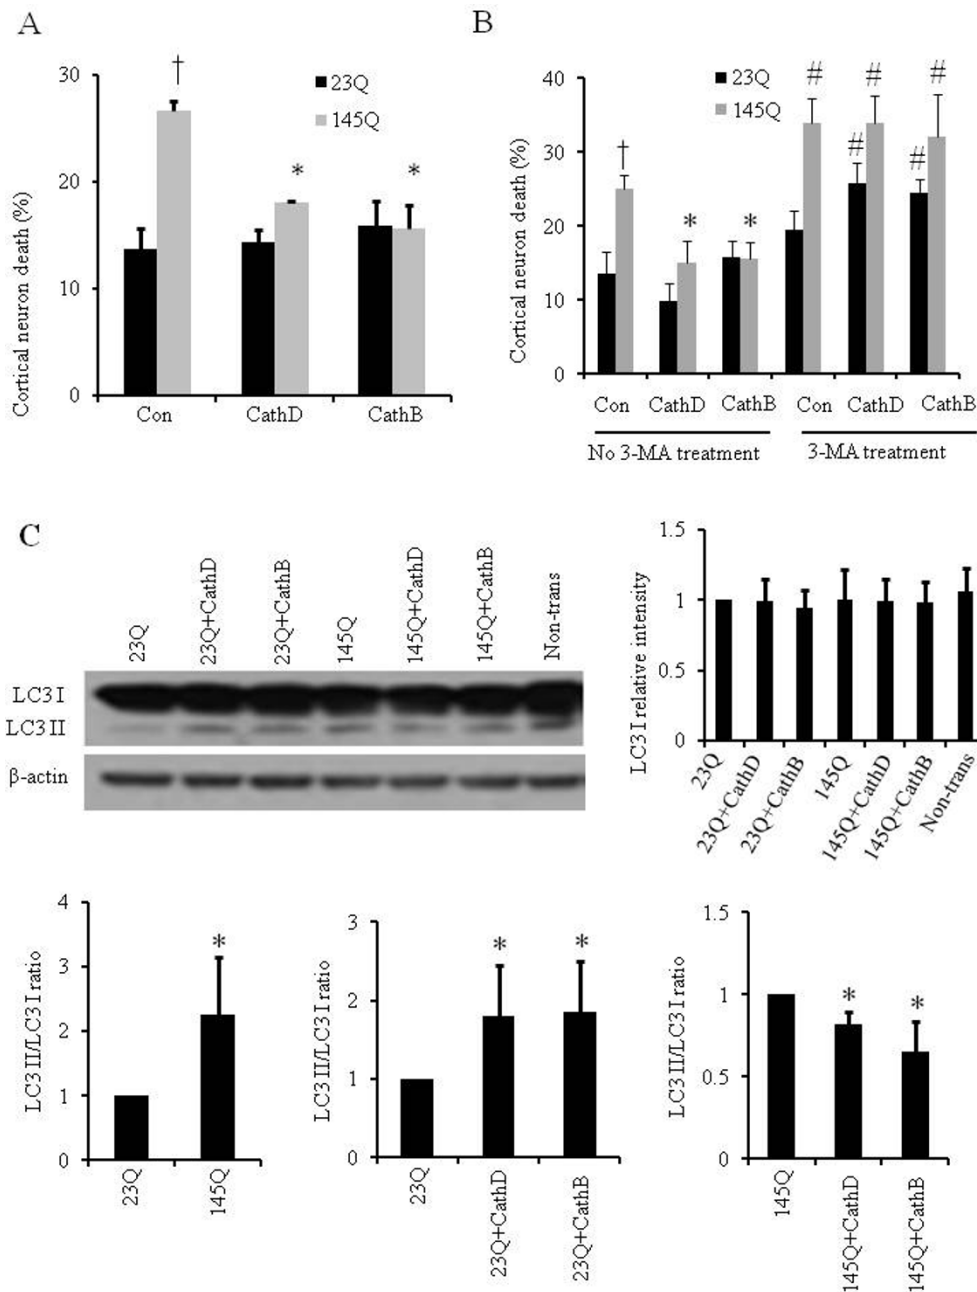 A
Cortical neuron death (%)
30
20
10
0
†
*
*
23Q
145Q
Con
CathD
CathB
B
Cortical neuron death (%)
40
30
20
10
0
23Q
145Q
†
*
*
#
#
#
#
#
Con
CathD
CathB
Con
CathD
CathB
No 3-MA treatment
3-MA treatment
C
23Q
23Q+CathD
23Q+CathB
145Q
145Q+CathD
145Q+CathB
Non-trans
LC3 I
LC3 II
β-actin
LC3 I relative intensity
1.5
1
0.5
0
23Q
23Q+CathD
23Q+CathB
145Q
145Q+CathD
145Q+CathB
Non-trans
LC3 II/LC3 I ratio
4
3
2
1
0
*
23Q
145Q
LC3 II/LC3 I ratio
3
2
1
0
*
*
23Q
23Q+CathD
23Q+CathB
LC3 II/LC3 I ratio
1.5
1
0.5
0
*
*
145Q
145Q+CathD
145Q+CathB